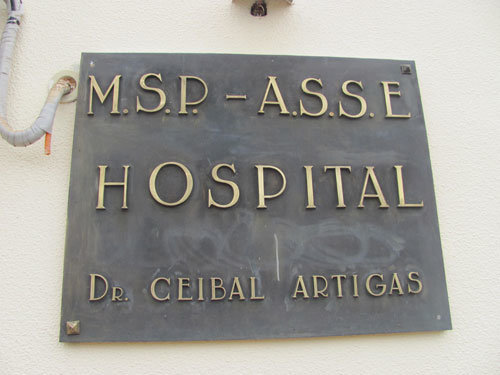 M.S.P. - A.S.S.E
HOSPITAL
DR. CEIBAL ARTIGAS